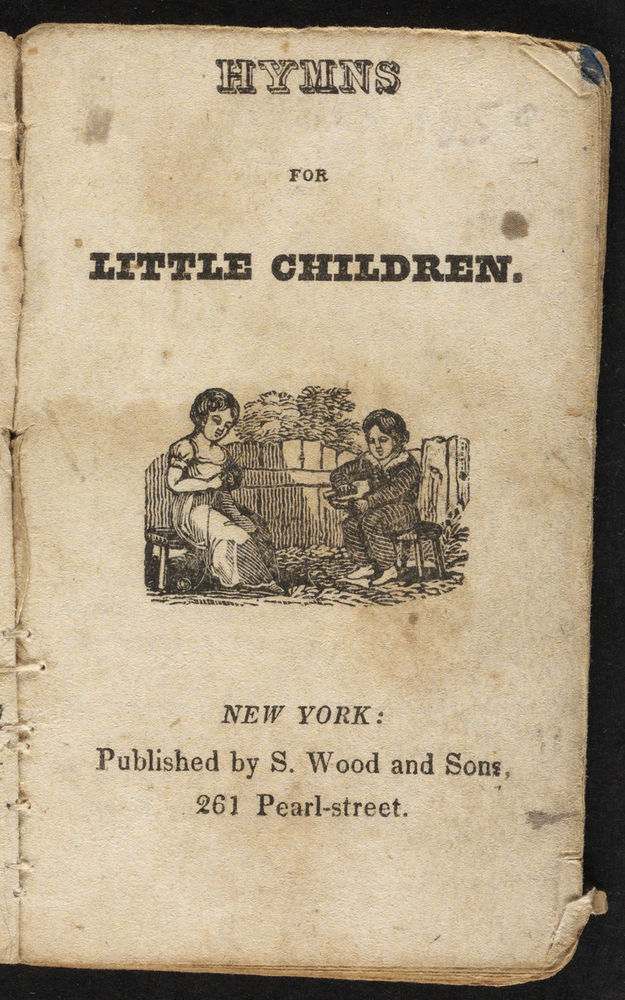 HYMNS
FOR
LITTLE CHILDREN.
NEW YORK:
Published by S. Wood and Sons,
261 Pearl-street.